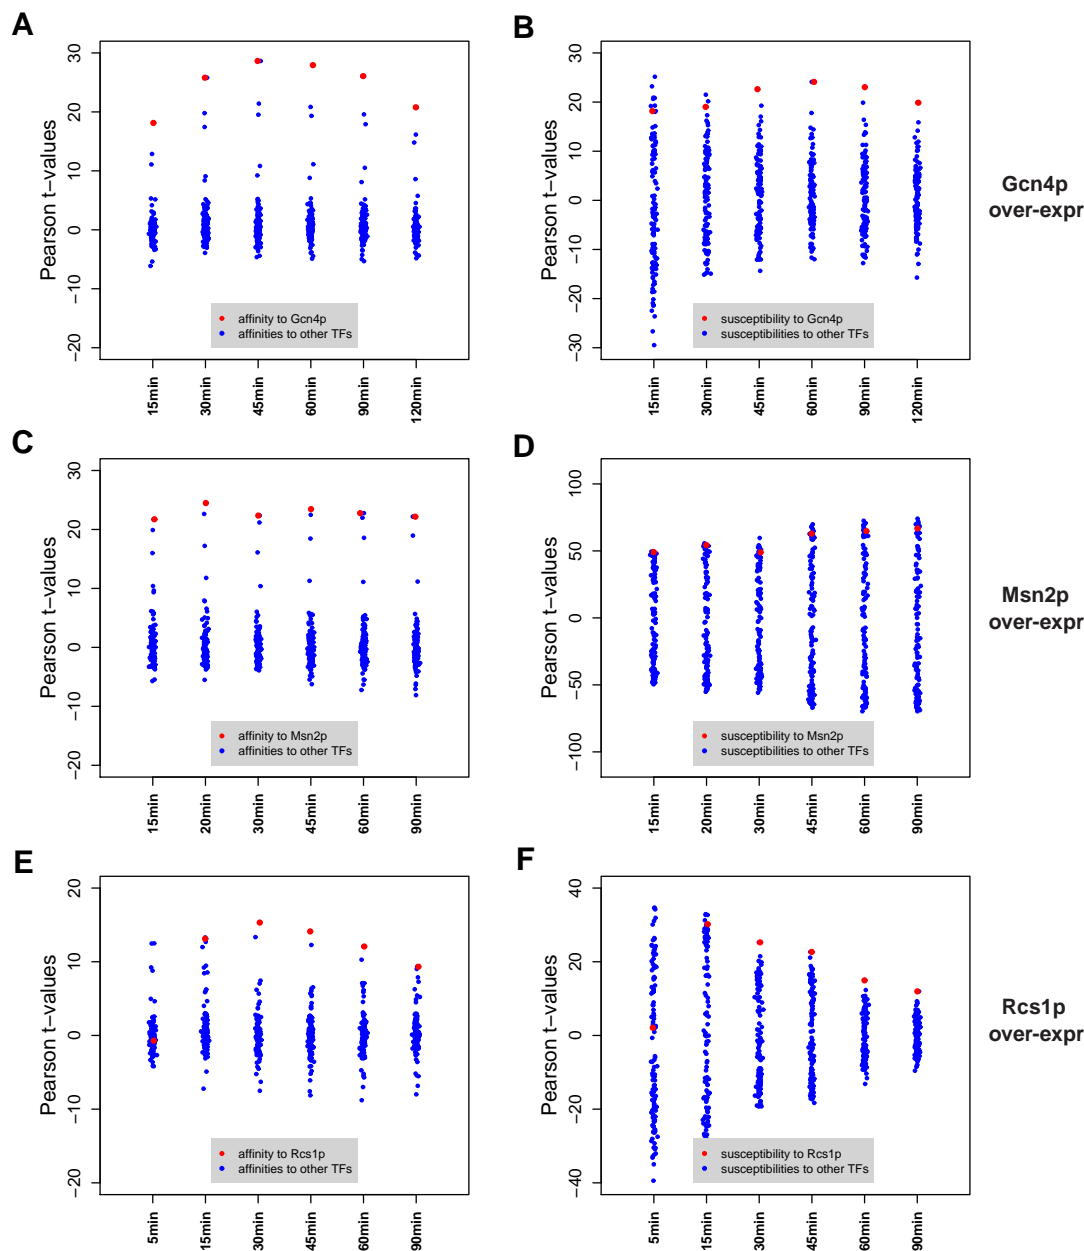 A
Pearson t−values
30
20
10
0
−10
−20
affinity to Gcn4p
affinities to other TFs
15min
30min
45min
60min
90min
120min
B
Pearson t−values
30
20
10
0
−10
−20
−30
susceptibility to Gcn4p
susceptibilities to other TFs
15min
30min
45min
60min
90min
120min
Gcn4p
over-expr
C
Pearson t−values
30
20
10
0
−10
−20
affinity to Msn2p
affinities to other TFs
15min
20min
30min
45min
60min
90min
D
Pearson t−values
100
50
0
−50
−100
susceptibility to Msn2p
susceptibilities to other TFs
15min
20min
30min
45min
60min
90min
Msn2p
over-expr
E
Pearson t−values
20
10
0
−10
−20
affinity to Rcs1p
affinities to other TFs
5min
15min
30min
45min
60min
90min
F
Pearson t−values
40
20
0
−20
−40
susceptibility to Rcs1p
susceptibilities to other TFs
5min
15min
30min
45min
60min
90min
Rcs1p
over-expr